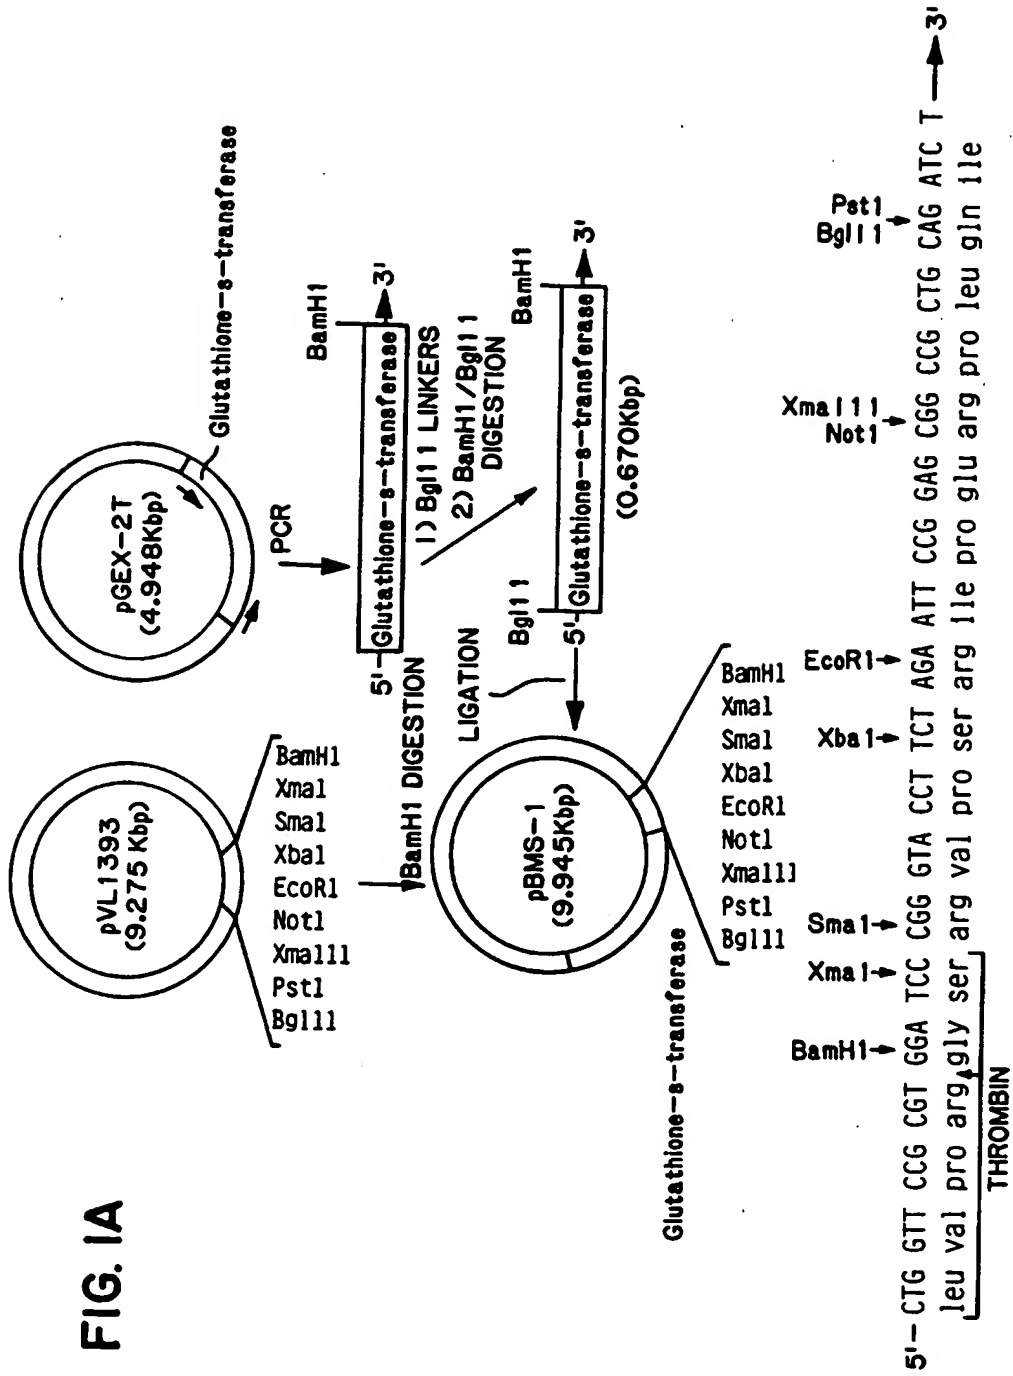 FIG. 1A
pVL1393
(9.275 Kbp)
BamH1
Xma1
Sma1
Xba1
EcoR1
Not1
Xma111
Pst1
Bgl11
pGEX-2T
(4.948Kbp)
Glutathione-s-transferase
PCR
BamH1
5'-Glutathione-s-transferase 3'
1) Bgl11 LINKERS
2) BamH1/Bgl11
DIGESTION
BamH1 DIGESTION
LIGATION
Bgl11
BamH1
5'-Glutathione-s-transferase 3'
(0.670Kbp)
pBMS-1
(9.945Kbp)
Glutathione-s-transferase
BamH1
Xma1
Sma1
Xba1
EcoR1
Not1
Xma111
Pst1
Bgl11
BamH1
Xma1
Sma1
Xba1
EcoR1
Xma111
Not1
Pst1
Bgl11
5'-CTG GTT CCG CGT GGA TCC CGG GTA CCT TCT AGA ATT CCG GAG CGG CCG CTG CAG ATC T 3'
leu val pro arg gly ser arg val pro ser arg ile pro glu arg pro leu gln ile
THROMBIN